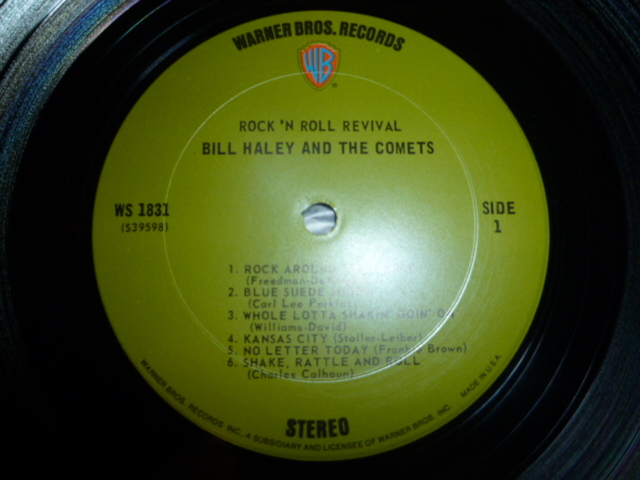 WARNER BROS. RECORDS
WB
ROCK 'N ROLL REVIVAL
BILL HALEY AND THE COMETS
WS 1831
(S39598)
SIDE
1
1. ROCK AROUND
(Freedman-De
2. BLUE SUEDE
(Carl Lee Perkins)
3. WHOLE LOTTA SHAKIN' GOIN' ON
(Williams-David)
4. KANSAS CITY (Stoller-Leiber)
5. NO LETTER TODAY (Frankie Brown)
6. SHAKE, RATTLE AND ROLL
(Charles Calhoun)
STEREO
WARNER BROS. RECORDS INC., A SUBSIDIARY AND LICENSEE OF WARNER BROS. INC. MADE IN U.S.A.